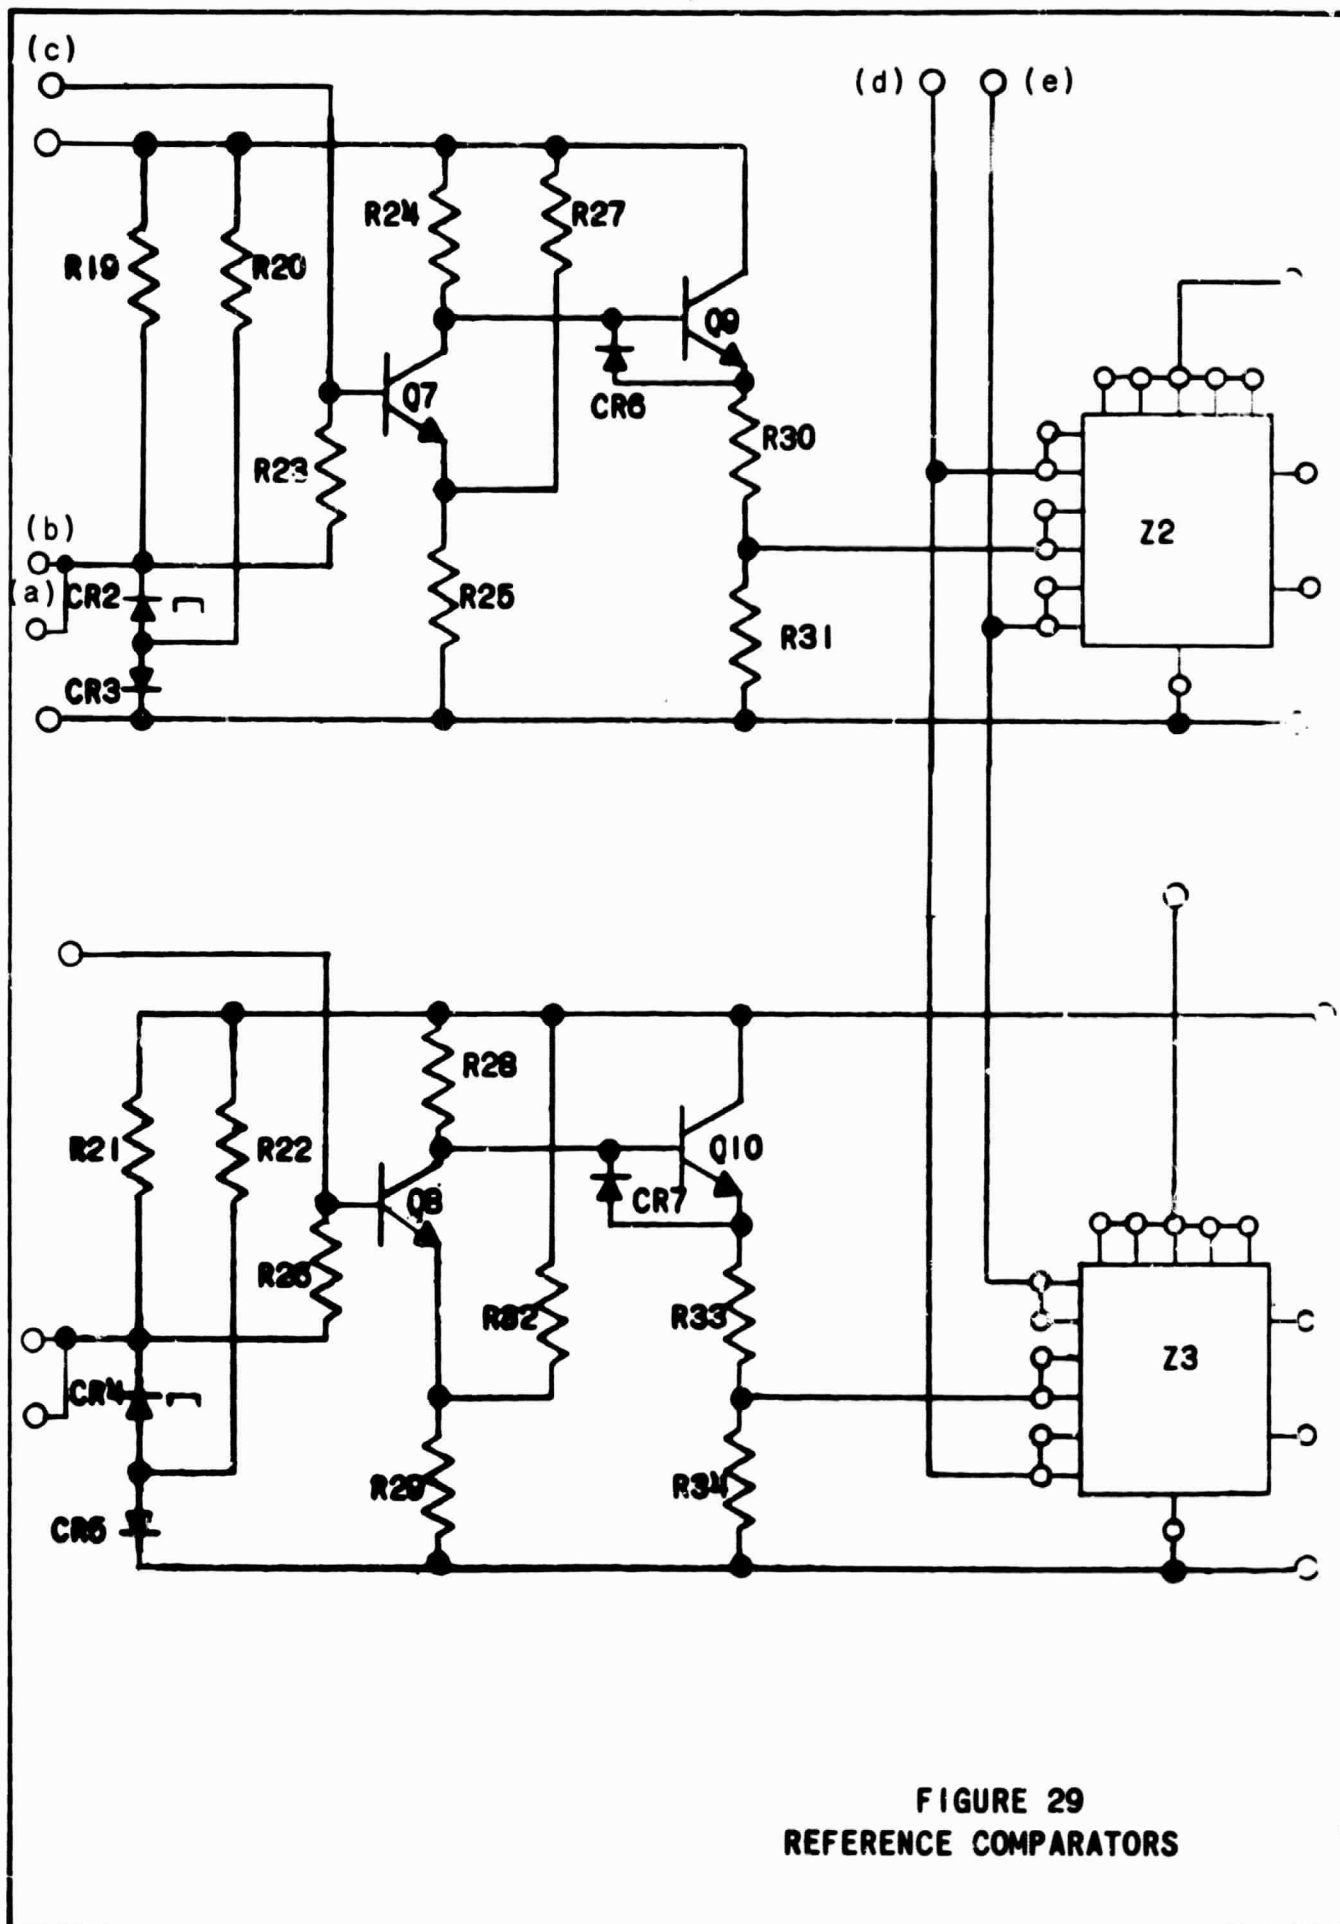 (c)
(d) (e)
R24 R27
R19 R20
Q9
Q7 CR6
R30
R23
Z2
(b)
(a) CR2 R25
R31
CR3
R28
R21 R22 Q10
Q8 CR7
R26
R32 R33
Z3
CR4
R29 R34
CR5
FIGURE 29
REFERENCE COMPARATORS